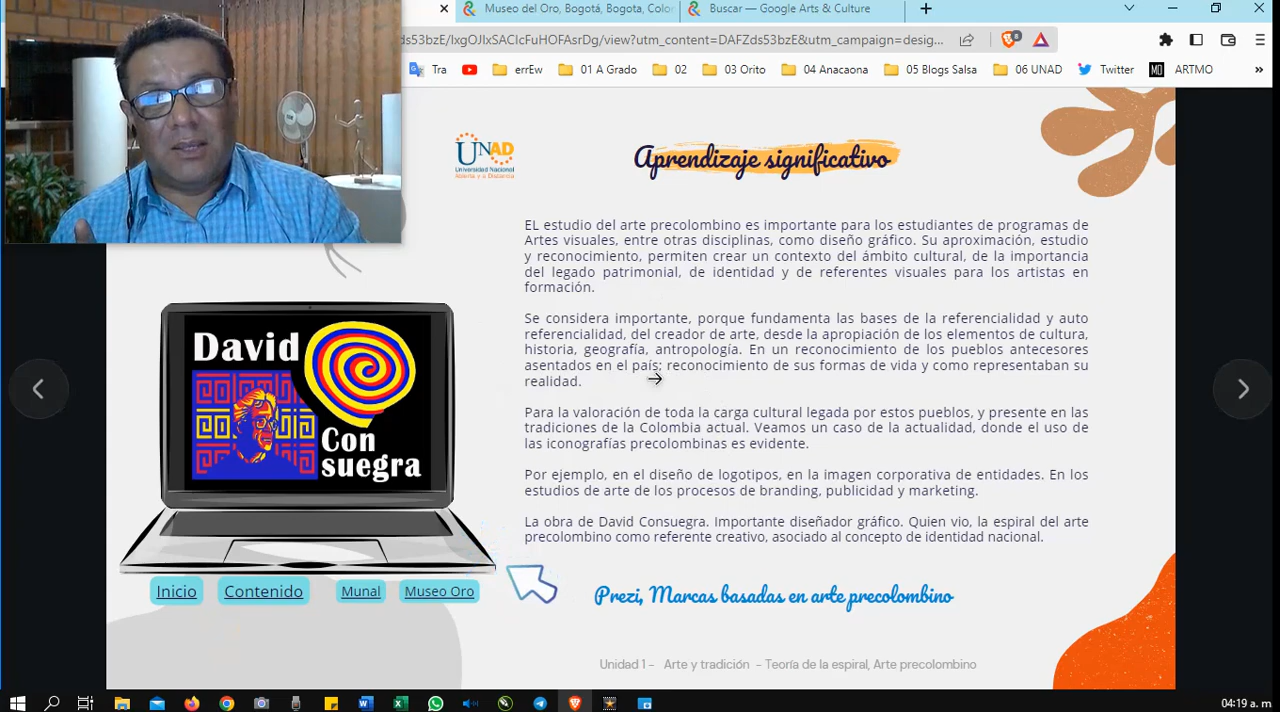 Museo del Oro, Bogotá, Bogota, Color
Buscar — Google Arts & Culture
ds53bzE/IxgOJIxSACIcFuHOFAsrDg/view?utm_content=DAFZds53bzE&utm_campaign=desig...
8
Tra
errEw
01 A Grado
02
03 Orito
04 Anacaona
05 Blogs Salsa
06 UNAD
Twitter
ARTMO
»
UNAD
Universidad Nacional
Abierta y a Distancia
Aprendizaje significativo
EL estudio del arte precolombino es importante para los estudiantes de programas de
Artes visuales, entre otras disciplinas, como diseño gráfico. Su aproximación, estudio
y reconocimiento, permiten crear un contexto del ámbito cultural, de la importancia
del legado patrimonial, de identidad y de referentes visuales para los artistas en
formación.
Se considera importante, porque fundamenta las bases de la referencialidad y auto
referencialidad, del creador de arte, desde la apropiación de los elementos de cultura,
historia, geografía, antropología. En un reconocimiento de los pueblos antecesores
asentados en el país; reconocimiento de sus formas de vida y como representaban su
realidad.
Para la valoración de toda la carga cultural legada por estos pueblos, y presente en las
tradiciones de la Colombia actual. Veamos un caso de la actualidad, donde el uso de
las iconografías precolombinas es evidente.
Por ejemplo, en el diseño de logotipos, en la imagen corporativa de entidades. En los
estudios de arte de los procesos de branding, publicidad y marketing.
La obra de David Consuegra. Importante diseñador gráfico. Quien vio, la espiral del arte
precolombino como referente creativo, asociado al concepto de identidad nacional.
David
Con
suegra
Inicio
Contenido
Munal
Museo Oro
Prezi, Marcas basadas en arte precolombino
Unidad 1 - Arte y tradición - Teoría de la espiral, Arte precolombino
04:19 a. m